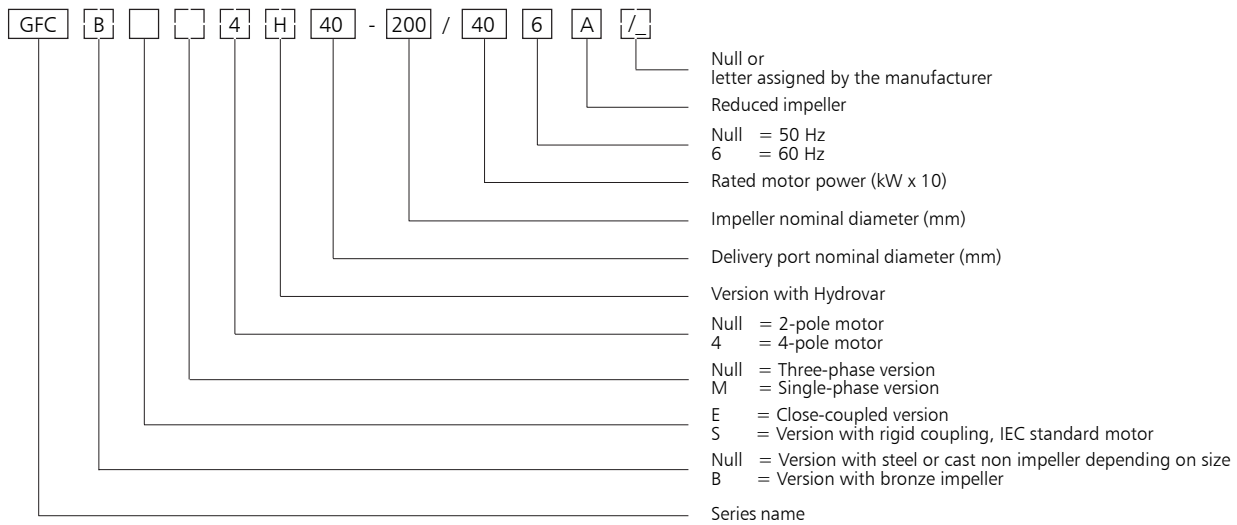 GFC B 4 H 40 - 200 / 40 6 A /_
Null or
letter assigned by the manufacturer
Reduced impeller
Null = 50 Hz
6 = 60 Hz
Rated motor power (kW x 10)
Impeller nominal diameter (mm)
Delivery port nominal diameter (mm)
Version with Hydrovar
Null = 2-pole motor
4 = 4-pole motor
Null = Three-phase version
M = Single-phase version
E = Close-coupled version
S = Version with rigid coupling, IEC standard motor
Null = Version with steel or cast non impeller depending on size
B = Version with bronze impeller
Series name